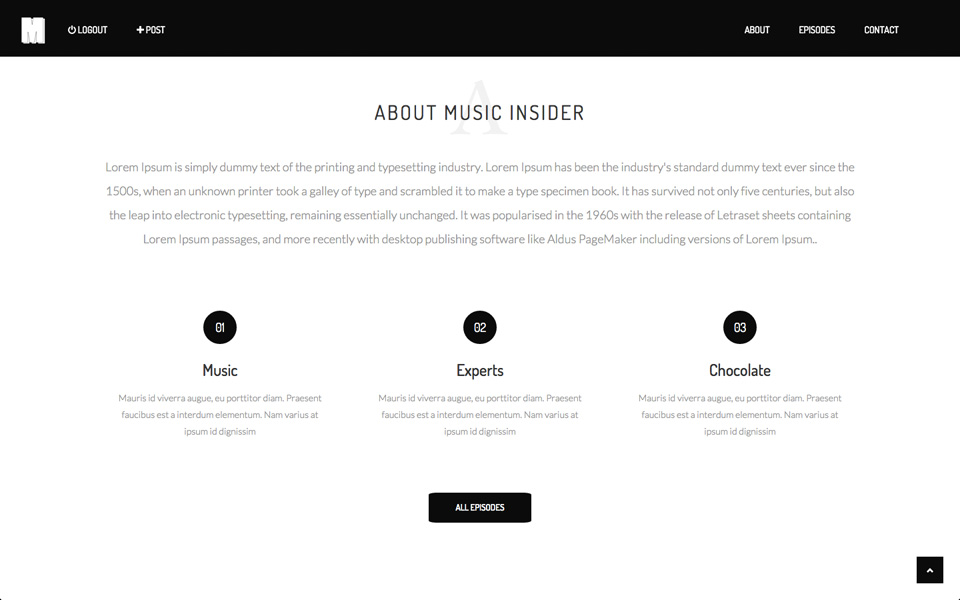 M
LOGOUT
POST
ABOUT
EPISODES
CONTACT
A
ABOUT MUSIC INSIDER
Lorem Ipsum is simply dummy text of the printing and typesetting industry. Lorem Ipsum has been the industry's standard dummy text ever since the
1500s, when an unknown printer took a galley of type and scrambled it to make a type specimen book. It has survived not only five centuries, but also
the leap into electronic typesetting, remaining essentially unchanged. It was popularised in the 1960s with the release of Letraset sheets containing
Lorem Ipsum passages, and more recently with desktop publishing software like Aldus PageMaker including versions of Lorem Ipsum..
01
Music
Mauris id viverra augue, eu porttitor diam. Praesent
faucibus est a interdum elementum. Nam varius at
ipsum id dignissim
02
Experts
Mauris id viverra augue, eu porttitor diam. Praesent
faucibus est a interdum elementum. Nam varius at
ipsum id dignissim
03
Chocolate
Mauris id viverra augue, eu porttitor diam. Praesent
faucibus est a interdum elementum. Nam varius at
ipsum id dignissim
ALL EPISODES